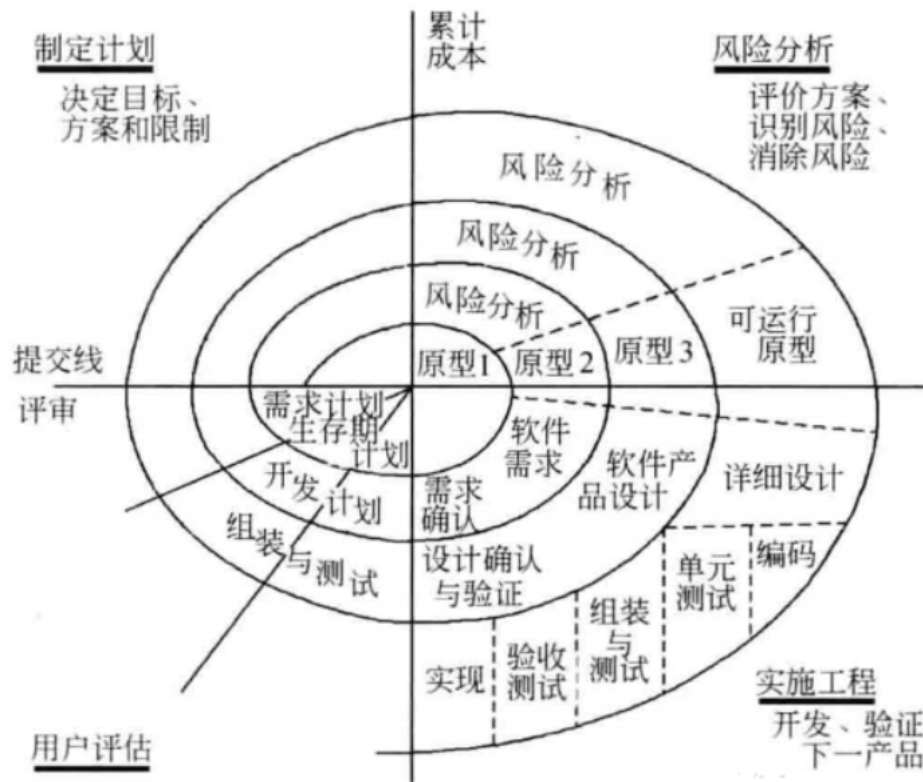 制定计划
决定目标、
方案和限制
累计
成本
风险分析
评价方案、
识别风险、
消除风险
风险分析
风险分析
风险分析
原型1
原型2
原型3
可运行
原型
提交线
评审
需求计划
生存期
计划
开发计划
组装与测试
软件
需求
需求
确认
软件产
品设计
设计确认
与验证
详细设计
编码
单元
测试
组装
与
测试
验收
测试
实现
用户评估
实施工程
开发、验证
下一产品